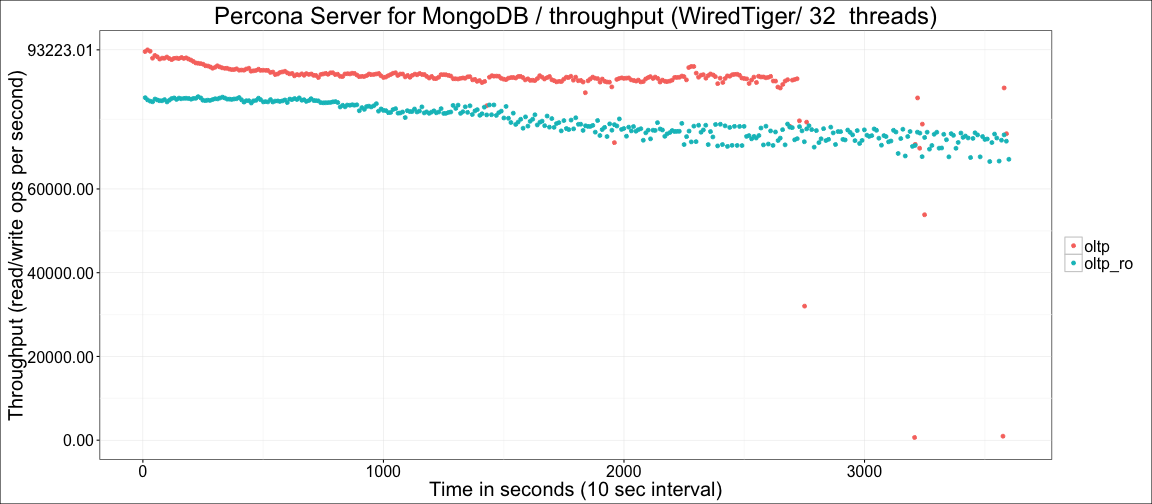 Percona Server for MongoDB / throughput (WiredTiger/ 32  threads)
Throughput (read/write ops per second)
93223.01
60000.00
40000.00
20000.00
0.00
0
1000
2000
3000
Time in seconds (10 sec interval)
oltp
oltp_ro